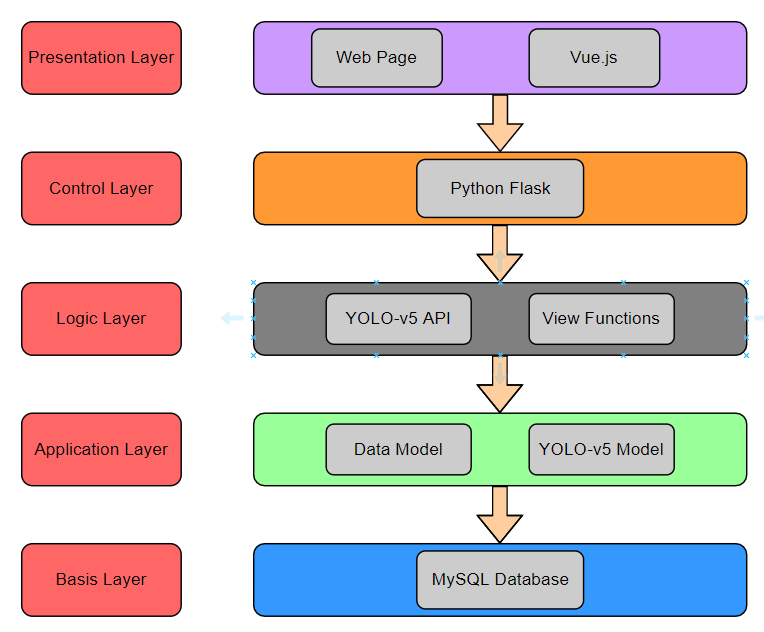 Presentation Layer
Web Page
Vue.js
Control Layer
Python Flask
Logic Layer
YOLO-v5 API
View Functions
Application Layer
Data Model
YOLO-v5 Model
Basis Layer
MySQL Database